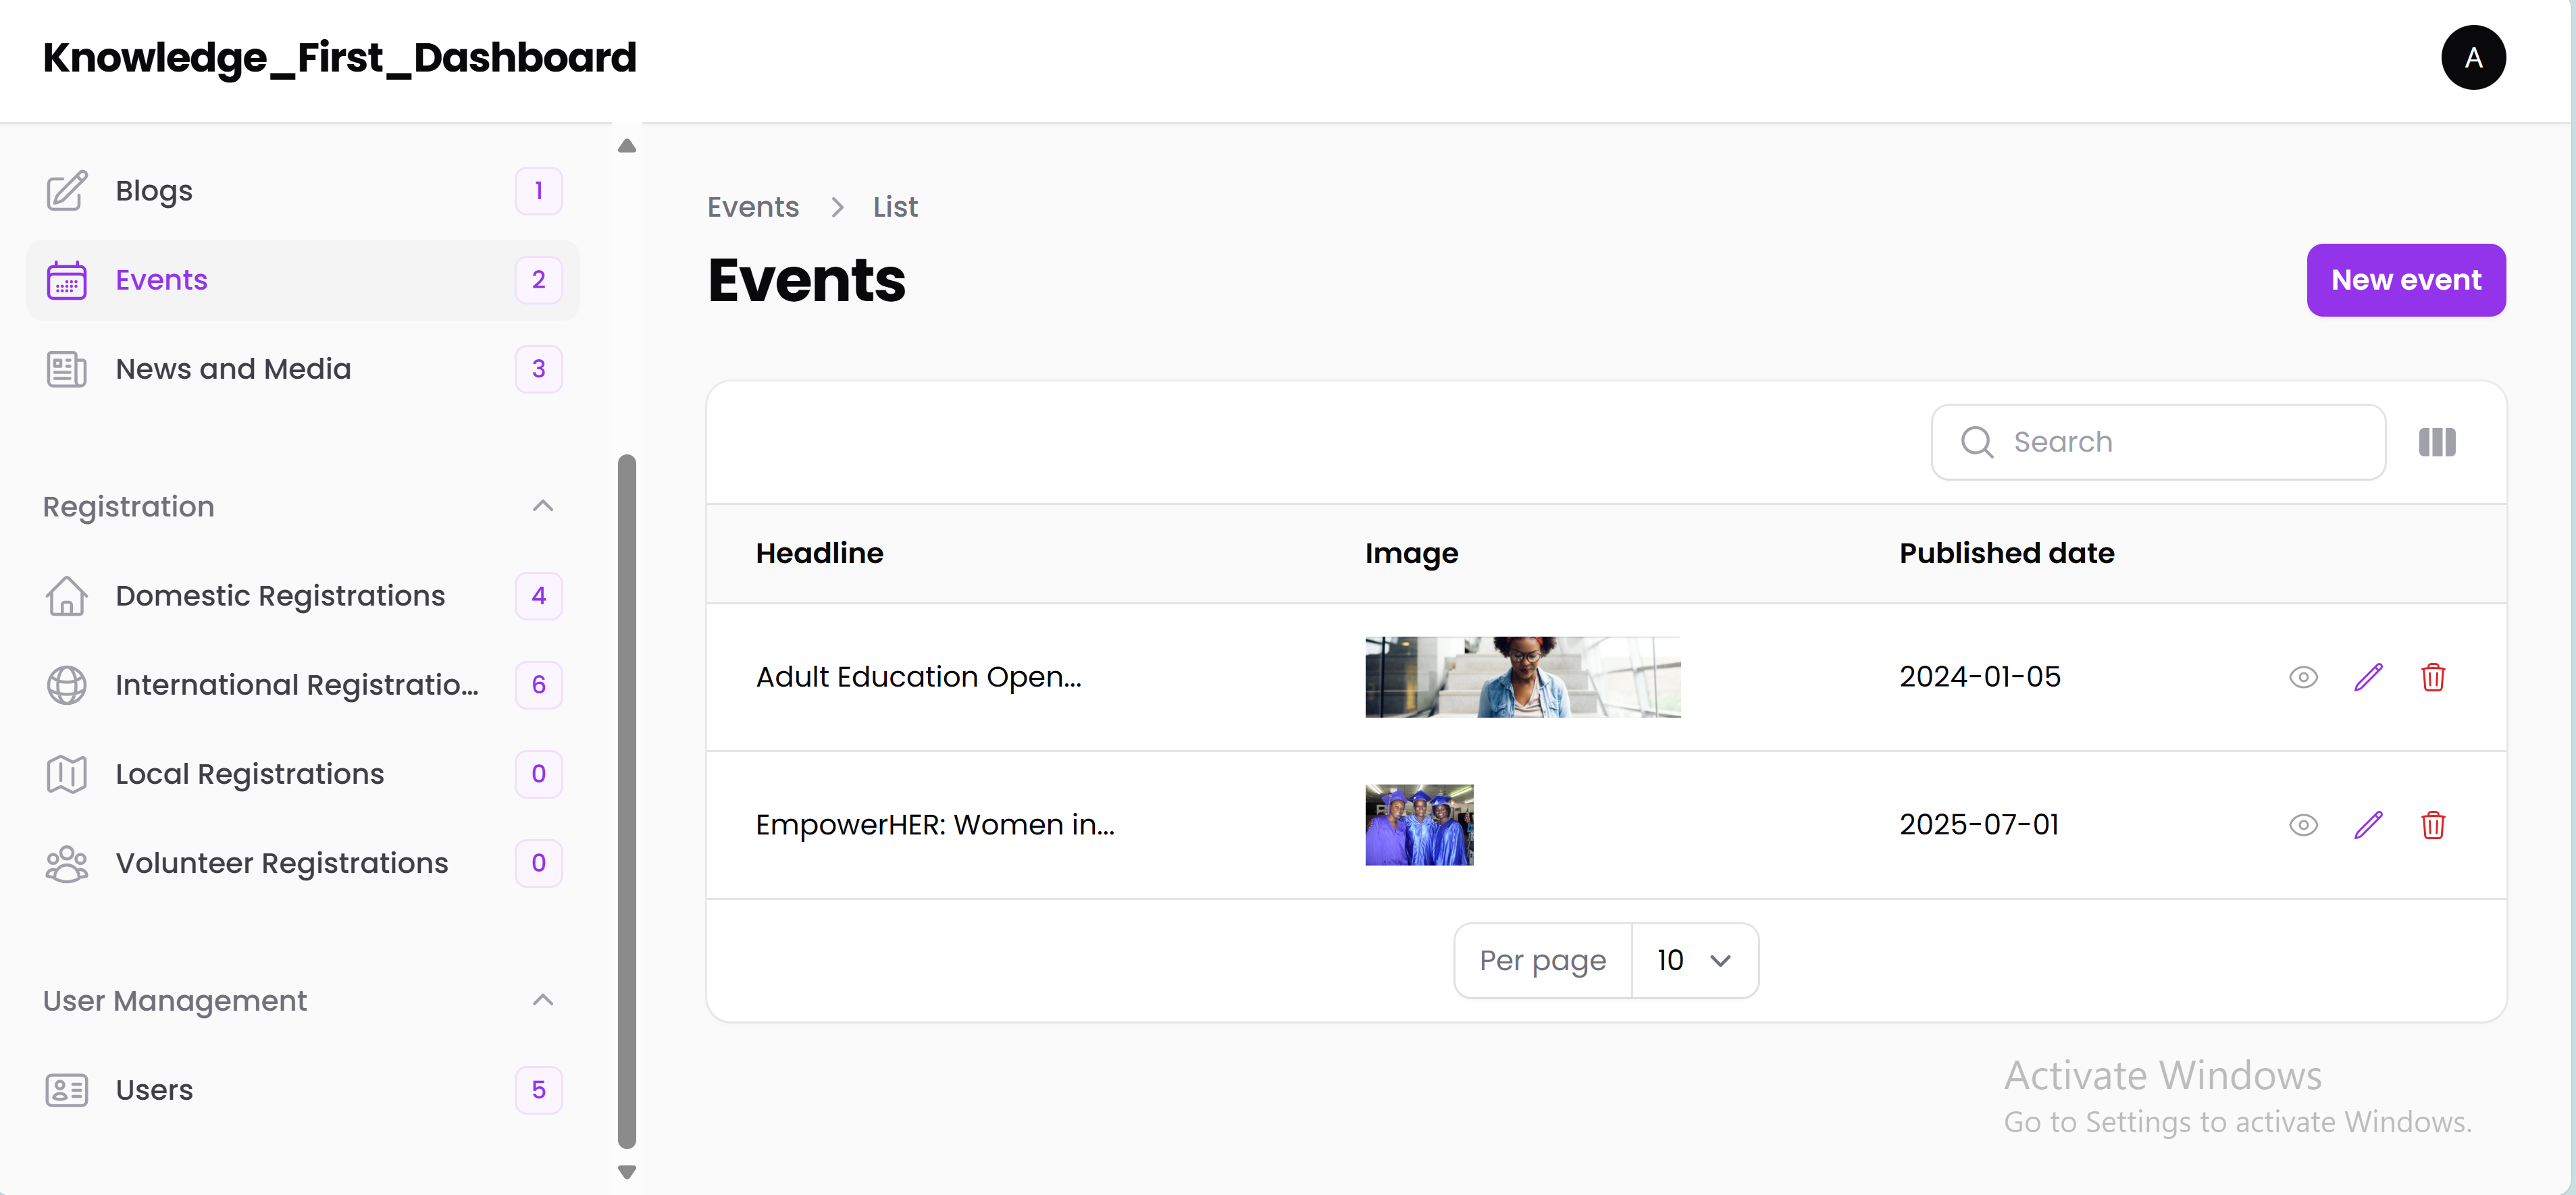 Knowledge_First_Dashboard
A
Blogs 1
Events 2
News and Media 3
Registration
Domestic Registrations 4
International Registratio... 6
Local Registrations 0
Volunteer Registrations 0
User Management
Users 5
Events > List
Events
New event
Search
Headline Image Published date
Adult Education Open... 2024-01-05
EmpowerHER: Women in... 2025-07-01
Per page 10
Activate Windows
Go to Settings to activate Windows.